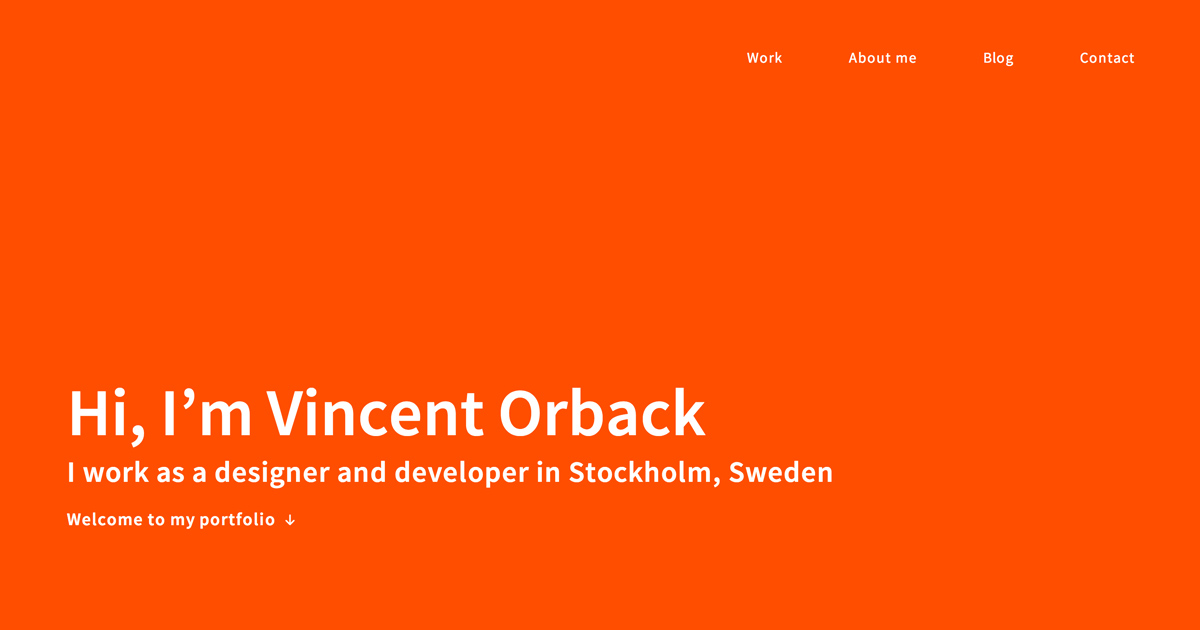 Work About me Blog Contact
Hi, I’m Vincent Orback
I work as a designer and developer in Stockholm, Sweden
Welcome to my portfolio ↓